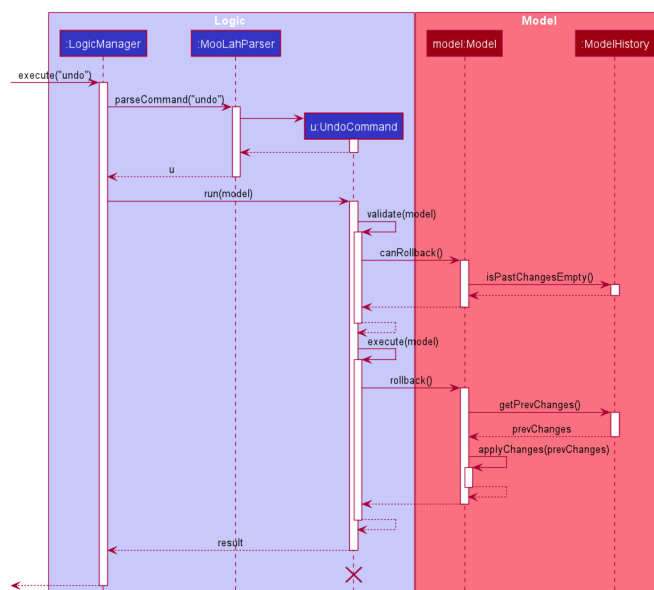 Logic
Model
:LogicManager
:MooLahParser
model:Model
:ModelHistory
execute("undo")
parseCommand("undo")
u:UndoCommand
u
run(model)
validate(model)
canRollback()
isPastChangesEmpty()
execute(model)
rollback()
getPrevChanges()
prevChanges
applyChanges(prevChanges)
result